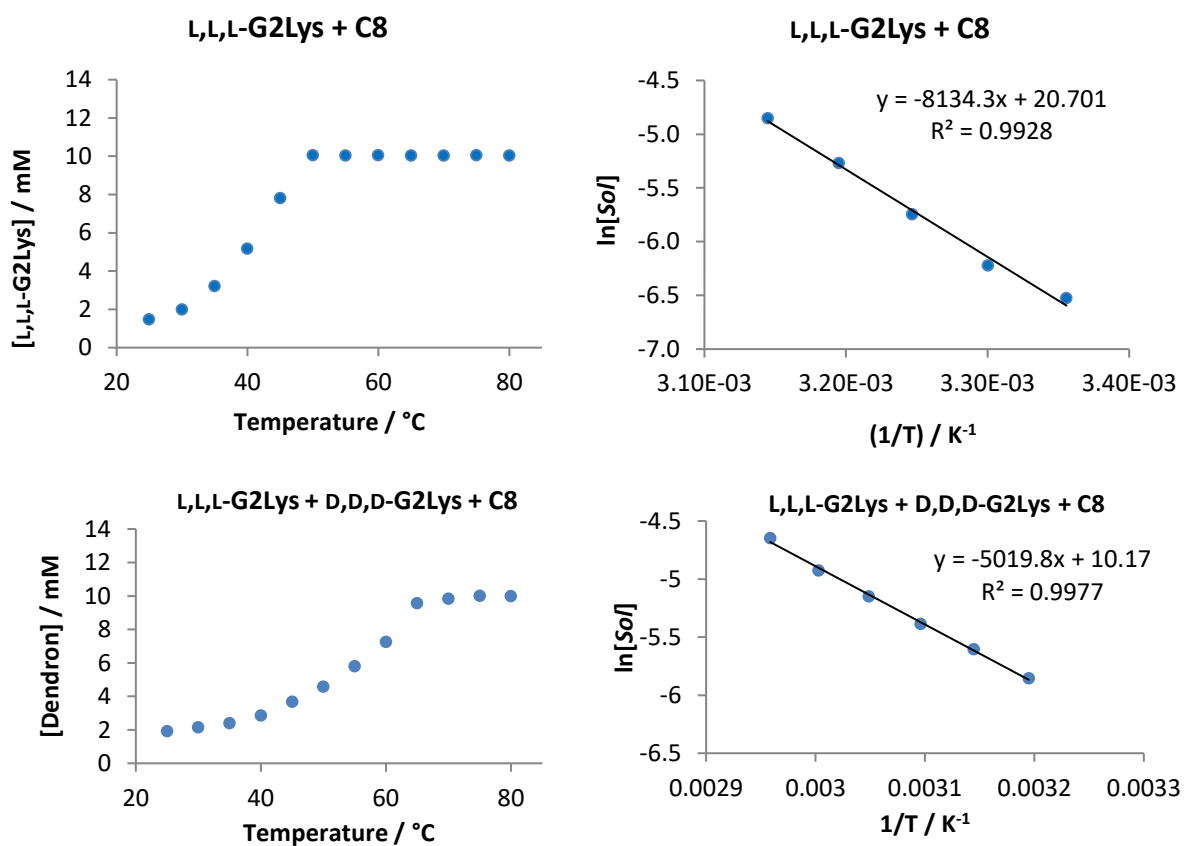 L,L,L-G2Lys + C8
[L,L,L-G2Lys] / mM
14
12
10
8
6
4
2
0
20
40
60
80
Temperature / °C
L,L,L-G2Lys + C8
ln[Sol]
-4.5
-5.0
-5.5
-6.0
-6.5
-7.0
y = -8134.3x + 20.701
R² = 0.9928
3.10E-03
3.20E-03
3.30E-03
3.40E-03
(1/T) / K⁻¹
L,L,L-G2Lys + D,D,D-G2Lys + C8
[Dendron] / mM
14
12
10
8
6
4
2
0
20
40
60
80
Temperature / °C
L,L,L-G2Lys + D,D,D-G2Lys + C8
ln[Sol]
-4.5
-5
-5.5
-6
-6.5
y = -5019.8x + 10.17
R² = 0.9977
0.0029
0.003
0.0031
0.0032
0.0033
1/T / K⁻¹